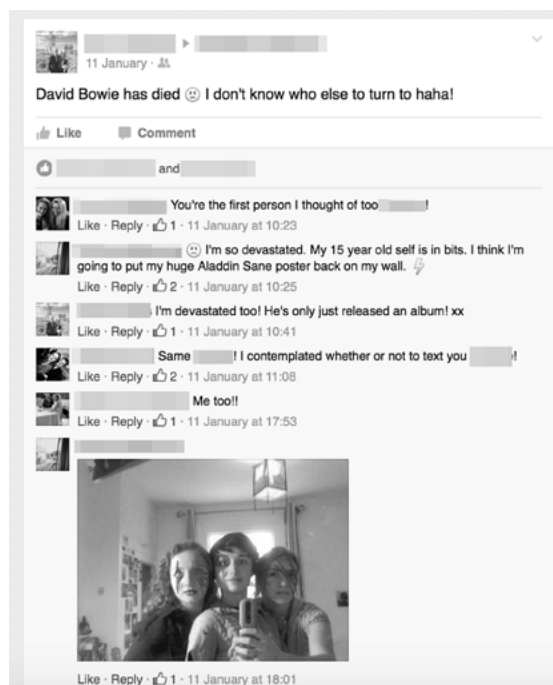 11 January ·
David Bowie has died ☹ I don't know who else to turn to haha!
Like Comment
and
You're the first person I thought of too !
Like · Reply · 1 · 11 January at 10:23
☹ I'm so devastated. My 15 year old self is in bits. I think I'm
going to put my huge Aladdin Sane poster back on my wall. ⚡
Like · Reply · 2 · 11 January at 10:25
I'm devastated too! He's only just released an album! xx
Like · Reply · 1 · 11 January at 10:41
Same ! I contemplated whether or not to text you !
Like · Reply · 2 · 11 January at 11:08
Me too!!
Like · Reply · 1 · 11 January at 17:53
Like · Reply · 1 · 11 January at 18:01